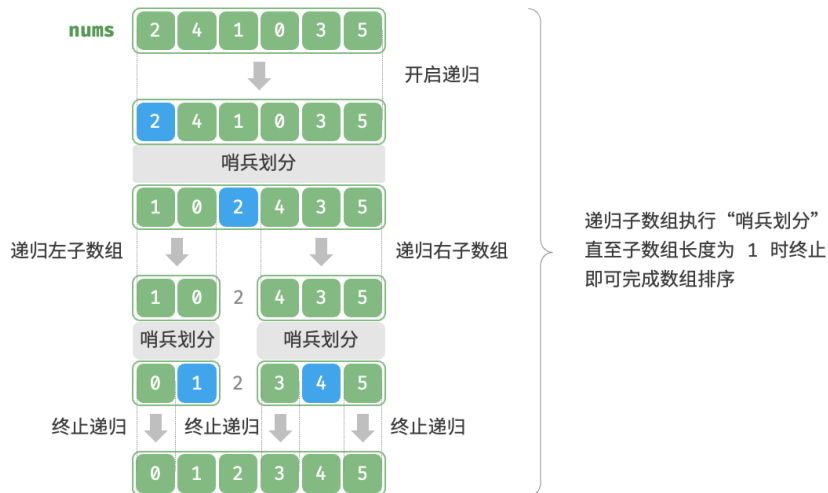 nums 2 4 1 0 3 5
开启递归
2 4 1 0 3 5
哨兵划分
1 0 2 4 3 5
递归左子数组 递归右子数组
1 0 2 4 3 5
哨兵划分 哨兵划分
0 1 2 3 4 5
终止递归 终止递归 终止递归
0 1 2 3 4 5
递归子数组执行“哨兵划分”
直至子数组长度为 1 时终止
即可完成数组排序